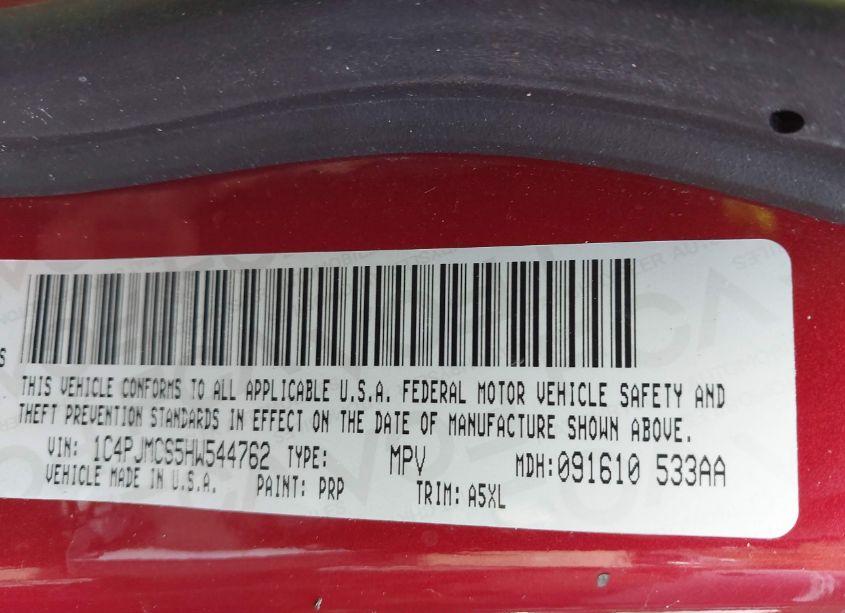 S
THIS VEHICLE CONFORMS TO ALL APPLICABLE U.S.A. FEDERAL MOTOR VEHICLE SAFETY AND
THEFT PREVENTION STANDARDS IN EFFECT ON THE DATE OF MANUFACTURE SHOWN ABOVE.
VIN: 1C4PJMCS5HW544762 TYPE: MPV MDH:091610 533AA
VEHICLE MADE IN U.S.A. PAINT: PRP TRIM: A5XL